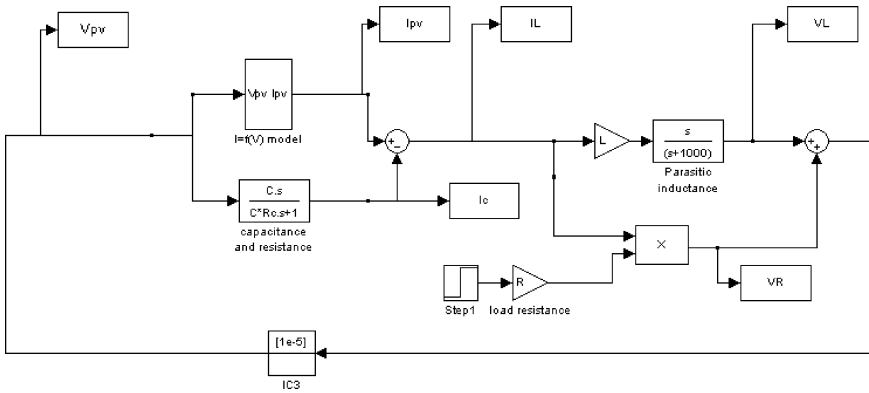 Vpv
Ipv
IL
VL
Vpv Ipv
I=f(V) model
+
−
L
s
(s+1000)
Parasitic
inductance
+
+
C.s
C*Rc.s+1
capacitance
and resistance
Ic
×
Step1
R
load resistance
VR
[1e-5]
IC3